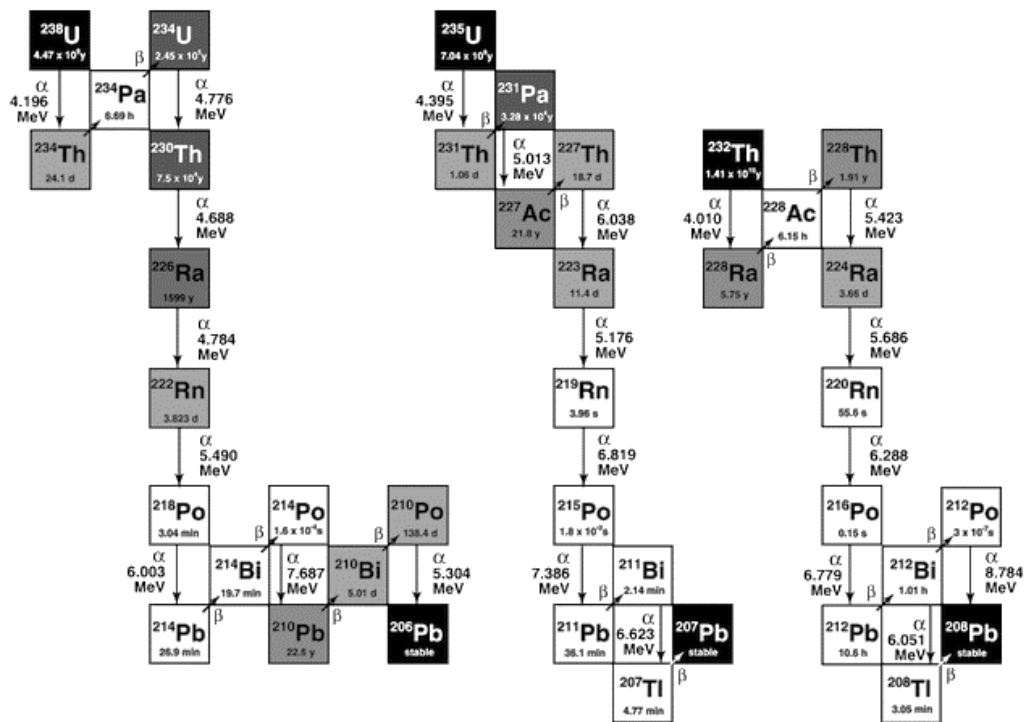 ²³⁸U
4.47 x 10⁹y
²³⁴U
2.45 x 10⁵y
β
α
4.196
MeV
²³⁴Pa
6.69 h
α
4.776
MeV
²³⁴Th
24.1 d
²³⁰Th
7.5 x 10⁴y
α
4.688
MeV
²²⁶Ra
1599 y
α
4.784
MeV
²²²Rn
3.823 d
α
5.490
MeV
²¹⁸Po
3.04 min
²¹⁴Po
1.6 x 10⁻⁴s
²¹⁰Po
138.4 d
β
β
α
6.003
MeV
²¹⁴Bi
19.7 min
α
7.687
MeV
²¹⁰Bi
5.01 d
α
5.304
MeV
β
β
²¹⁴Pb
26.9 min
²¹⁰Pb
²⁰⁶Pb
stable
²³⁵U
7.04 x 10⁸y
α
4.395
MeV
²³¹Pa
3.28 x 10⁴y
β
²³¹Th
1.06 d
α
5.013
MeV
²²⁷Th
18.7 d
²²⁷Ac
21.8 y
β
α
6.038
MeV
²²³Ra
11.4 d
α
5.176
MeV
²¹⁹Rn
3.96 s
α
6.819
MeV
²¹⁵Po
α
7.386
MeV
²¹¹Bi
2.14 min
β
²¹¹Pb
36.1 min
α
6.623
MeV
²⁰⁷Pb
stable
β
²⁰⁷Tl
4.77 min
²³²Th
1.41 x 10¹⁰y
²²⁸Th
1.91 y
β
α
4.010
MeV
²²⁸Ac
6.15 h
α
5.423
MeV
β
²²⁸Ra
5.75 y
²²⁴Ra
3.66 d
α
5.686
MeV
²²⁰Rn
55.6 s
α
6.288
MeV
²¹⁶Po
0.15 s
²¹²Po
3 x 10⁻⁷s
β
α
6.779
MeV
²¹²Bi
1.01 h
α
8.784
MeV
β
²¹²Pb
10.6 h
α
6.051
MeV
²⁰⁸Pb
stable
β
²⁰⁸Tl
3.05 min